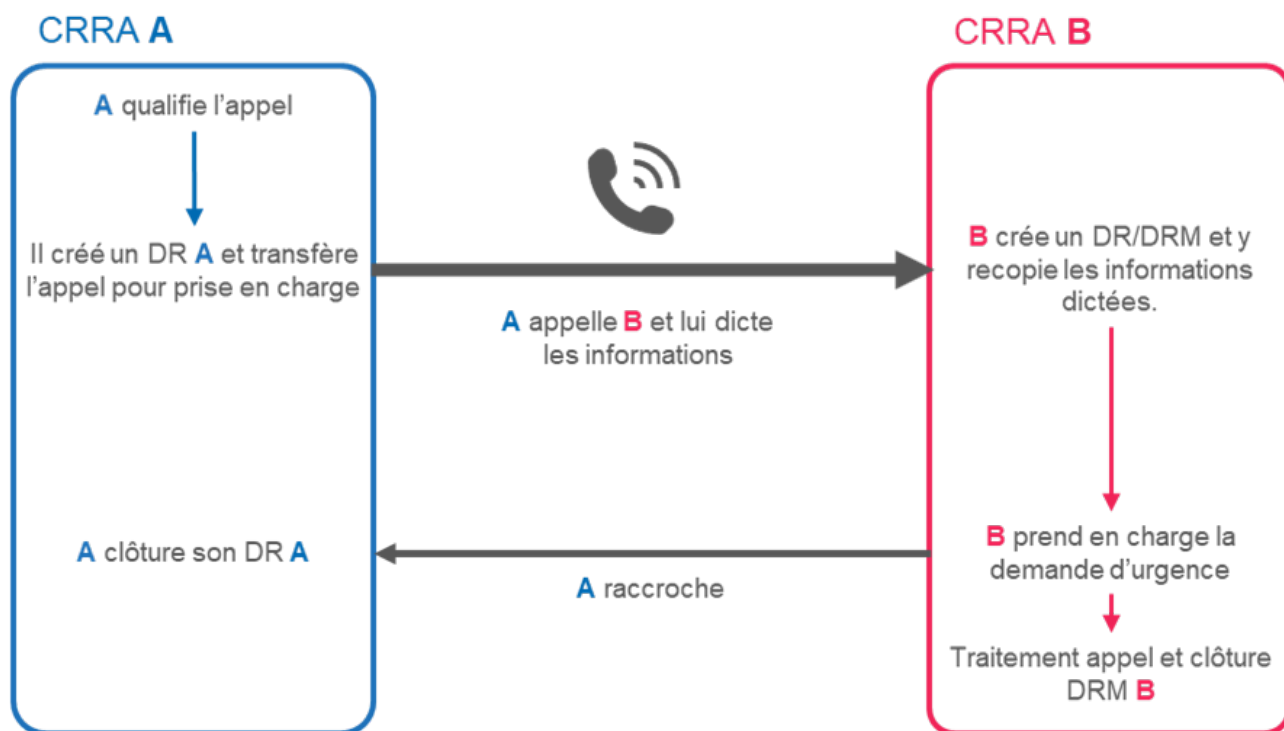 CRRA A
A qualifie l'appel
Il créé un DR A et transfère
l'appel pour prise en charge
A appelle B et lui dicte
les informations
CRRA B
B crée un DR/DRM et y
recopie les informations
dictées.
B prend en charge la
demande d'urgence
A raccroche
A clôture son DR A
Traitement appel et clôture
DRM B